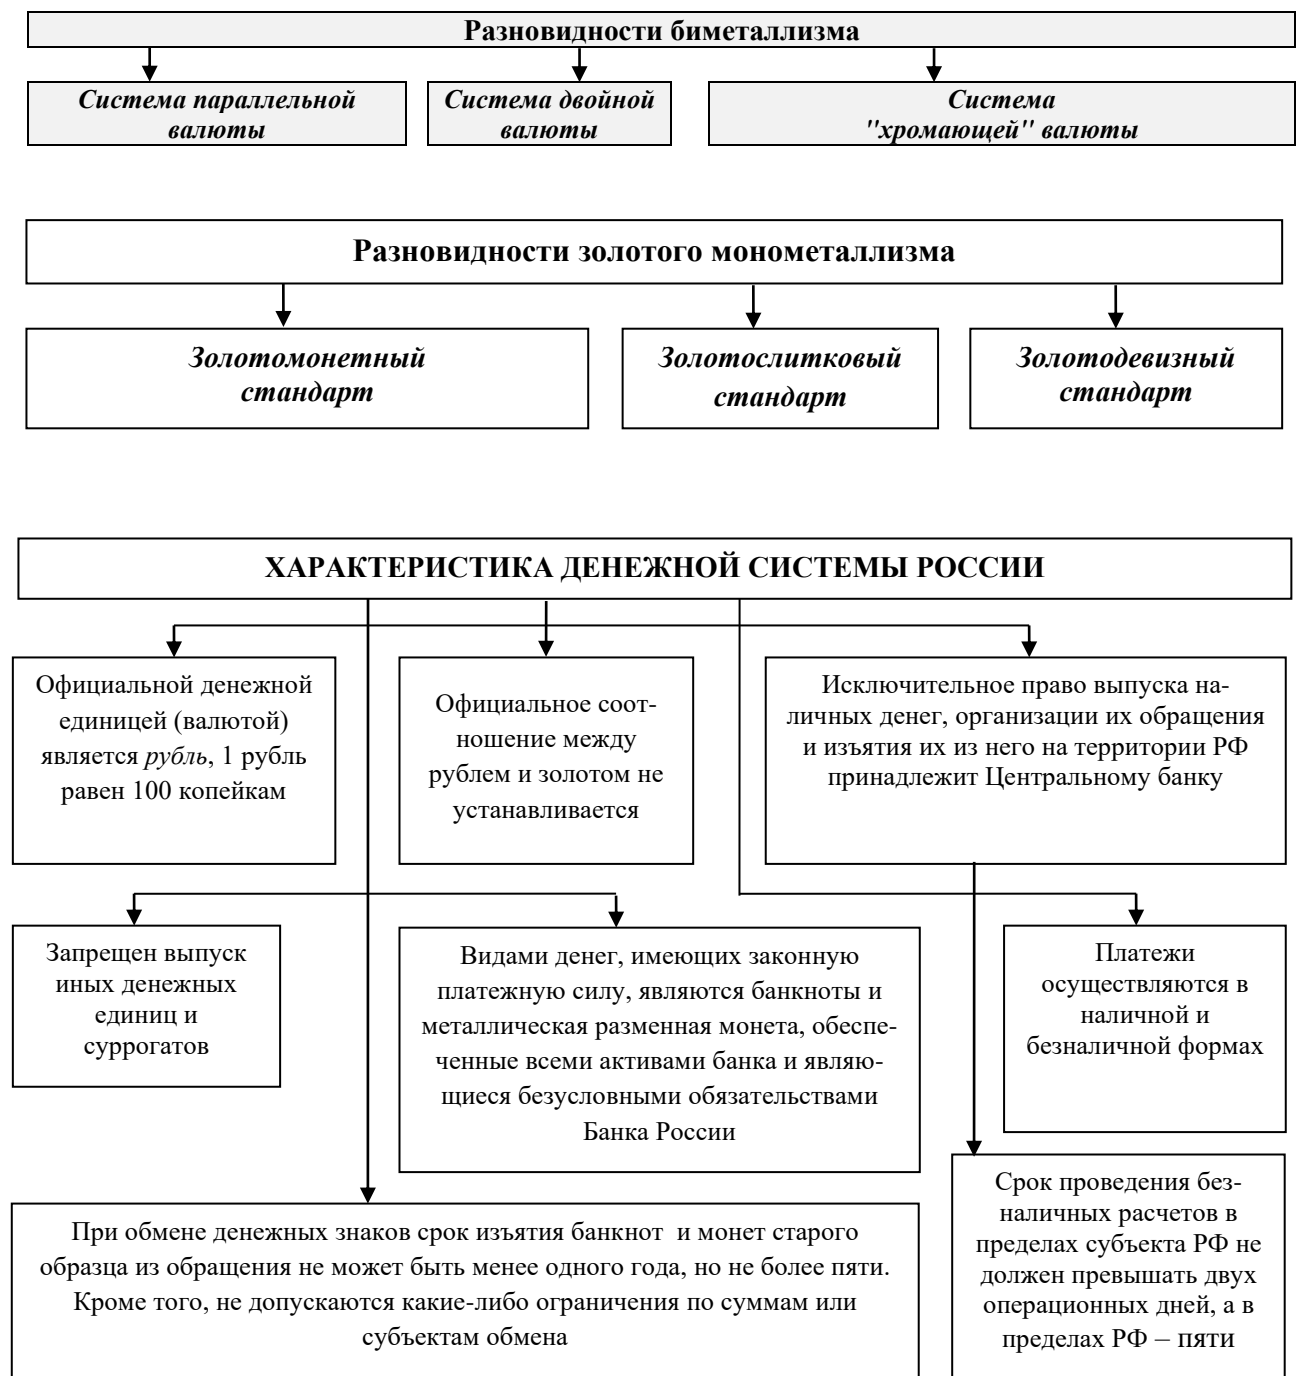 Разновидности биметаллизма
Система параллельной
валюты
Система двойной
валюты
Система
"хромающей" валюты
Разновидности золотого монометаллизма
Золотомонетный
стандарт
Золотослитковый
стандарт
Золотодевизный
стандарт
ХАРАКТЕРИСТИКА ДЕНЕЖНОЙ СИСТЕМЫ РОССИИ
Официальной денежной
единицей (валютой)
является рубль, 1 рубль
равен 100 копейкам
Официальное соот-
ношение между
рублем и золотом не
устанавливается
Исключительное право выпуска на-
личных денег, организации их обращения
и изъятия их из него на территории РФ
принадлежит Центральному банку
Запрещен выпуск
иных денежных
единиц и
суррогатов
Видами денег, имеющих законную
платежную силу, являются банкноты и
металлическая разменная монета, обеспе-
ченные всеми активами банка и являю-
щиеся безусловными обязательствами
Банка России
Платежи
осуществляются в
наличной и
безналичной формах
При обмене денежных знаков срок изъятия банкнот  и монет старого
образца из обращения не может быть менее одного года, но не более пяти.
Кроме того, не допускаются какие-либо ограничения по суммам или
субъектам обмена
Срок проведения без-
наличных расчетов в
пределах субъекта РФ не
должен превышать двух
операционных дней, а в
пределах РФ – пяти